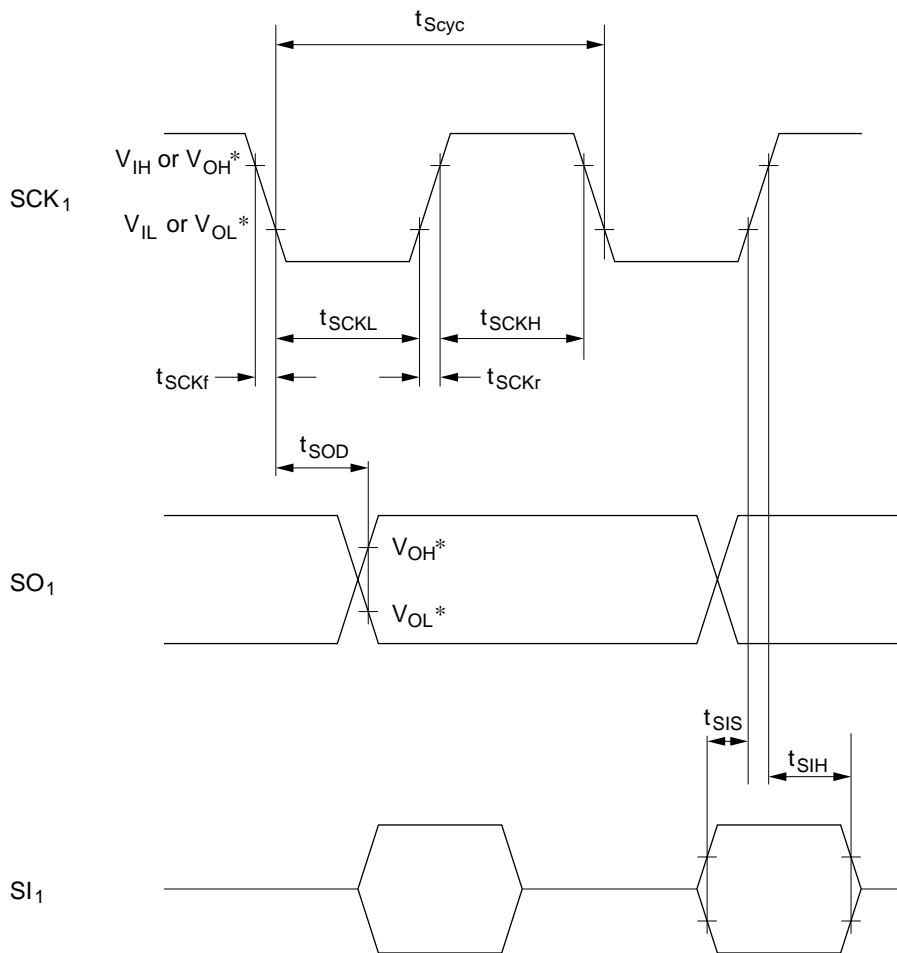 tScyc
VIH or VOH*
SCK1
VIL or VOL*
tSCKL
tSCKH
tSCKf
tSCKr
tSOD
VOH*
SO1
VOL*
tSIS
tSIH
SI1